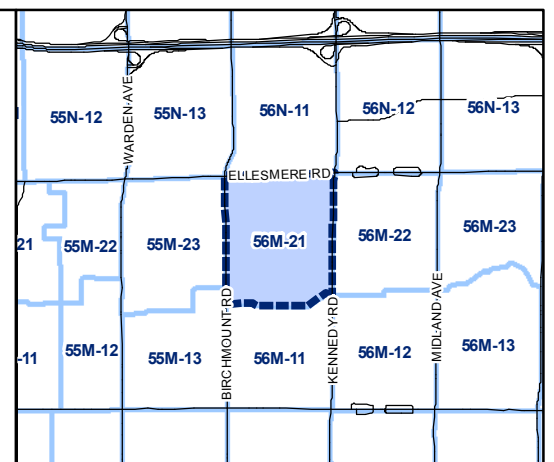 55N-12
55N-13
56N-11
56N-12
56N-13
WARDEN AVE
ELLESMERE RD
21
55M-22
55M-23
56M-21
56M-22
56M-23
BIRCHMOUNT RD
KENNEDY RD
MIDLAND AVE
-11
55M-12
55M-13
56M-11
56M-12
56M-13